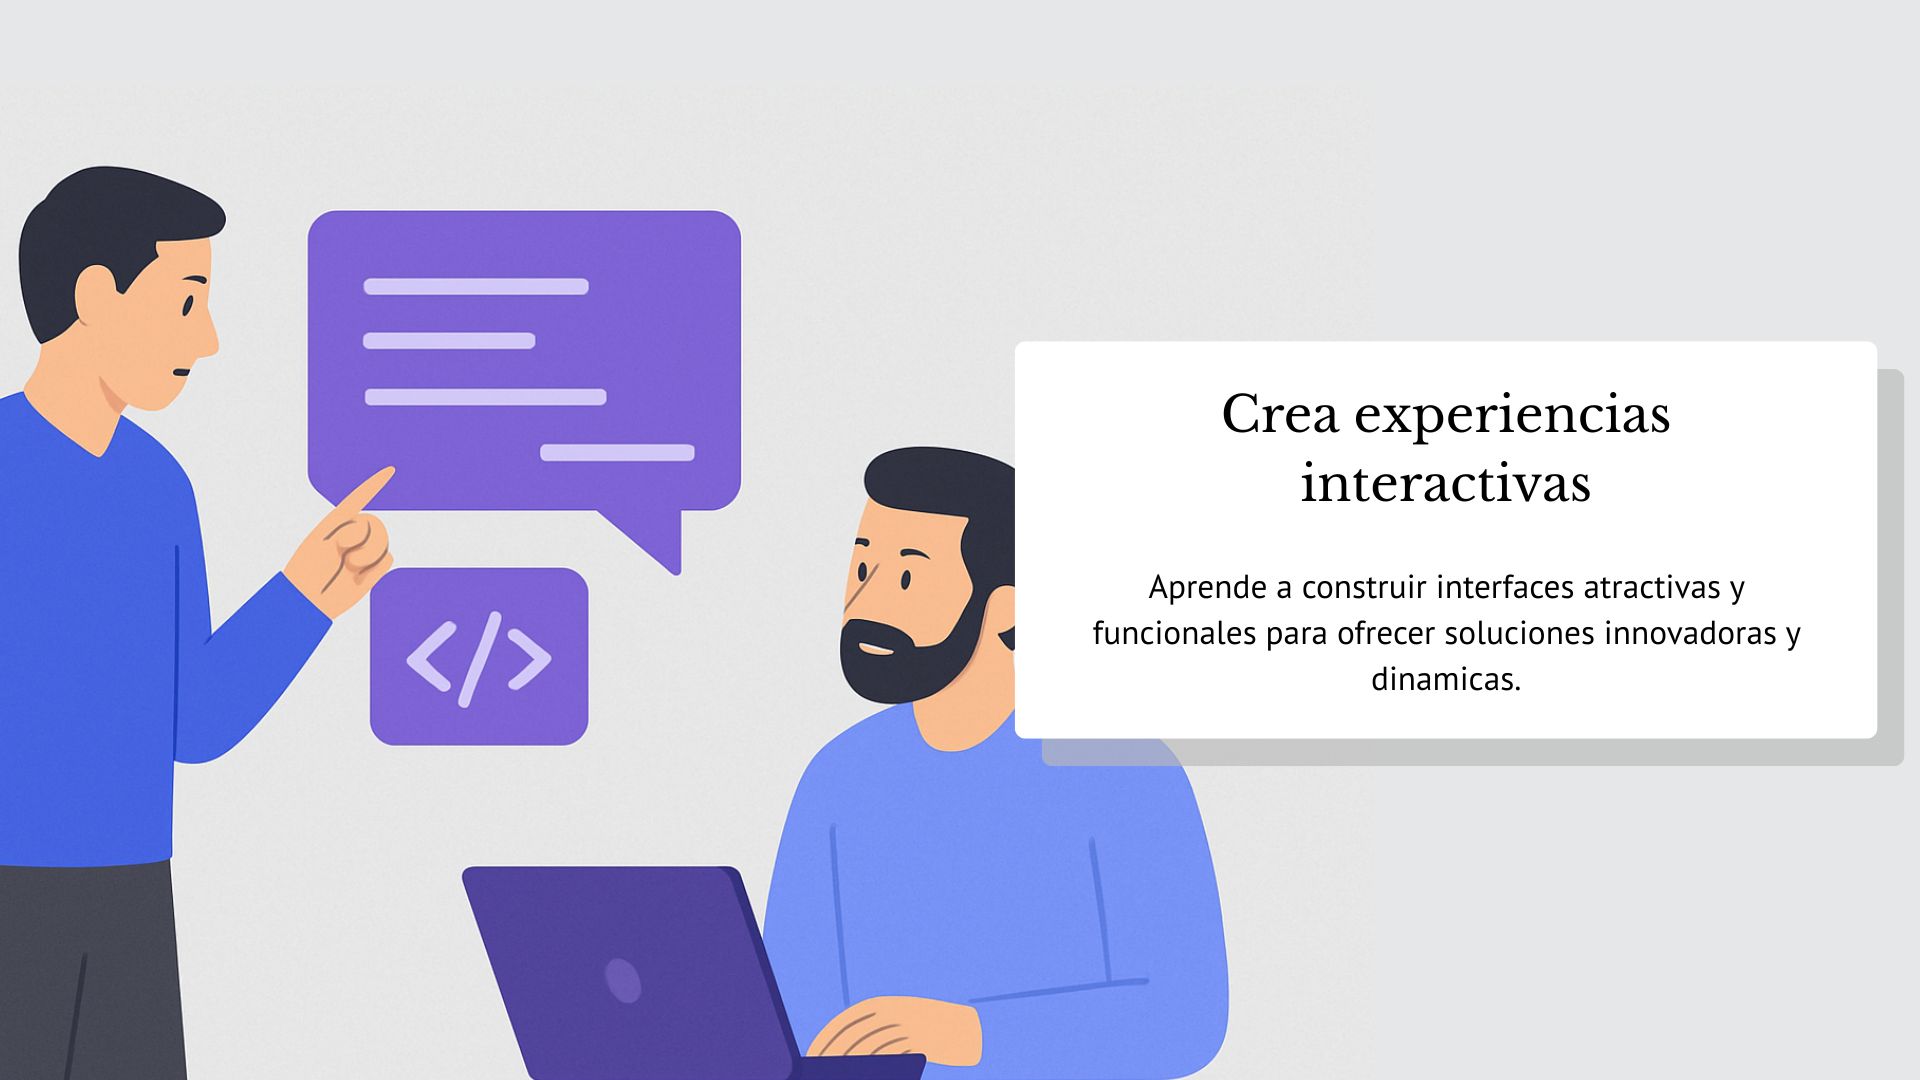 </>
Crea experiencias
interactivas
Aprende a construir interfaces atractivas y
funcionales para ofrecer soluciones innovadoras y
dinamicas.